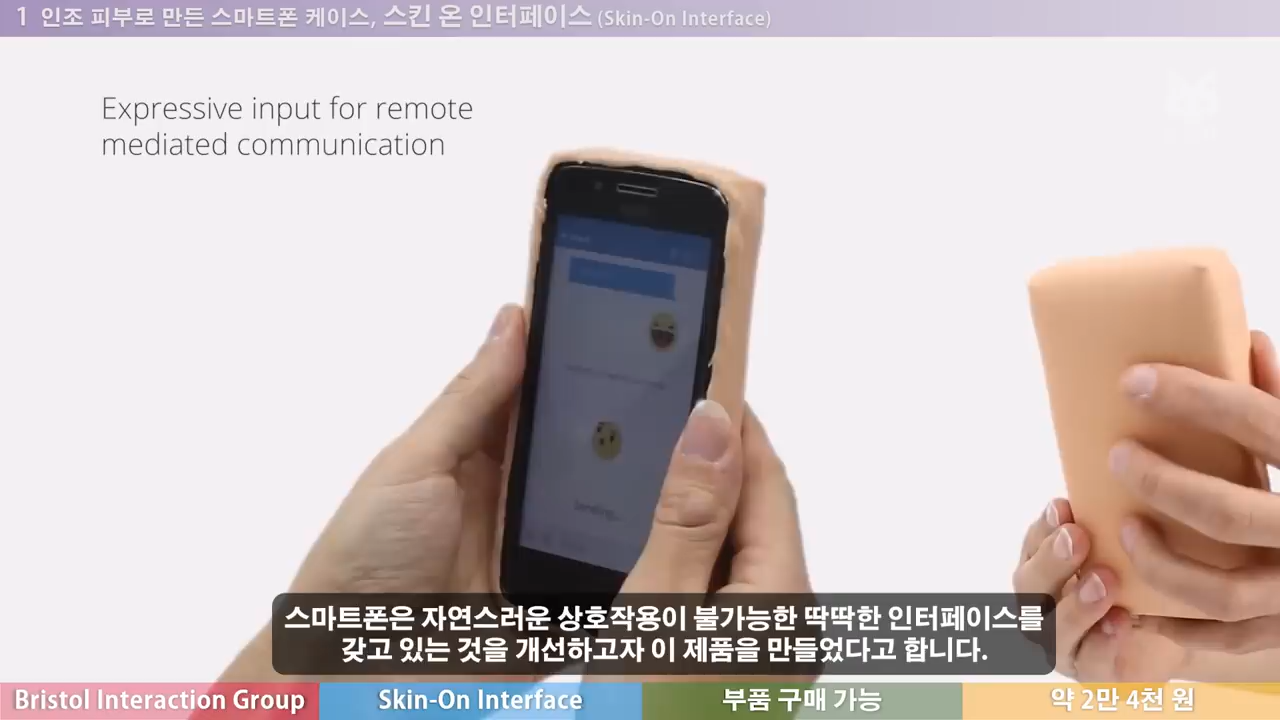 1 인조 피부로 만든 스마트폰 케이스, 스킨 온 인터페이스 (Skin-On Interface)
Expressive input for remote
mediated communication
스마트폰은 자연스러운 상호작용이 불가능한 딱딱한 인터페이스를
갖고 있는 것을 개선하고자 이 제품을 만들었다고 합니다.
Bristol Interaction Group
Skin-On Interface
부품 구매 가능
약 2만 4천 원